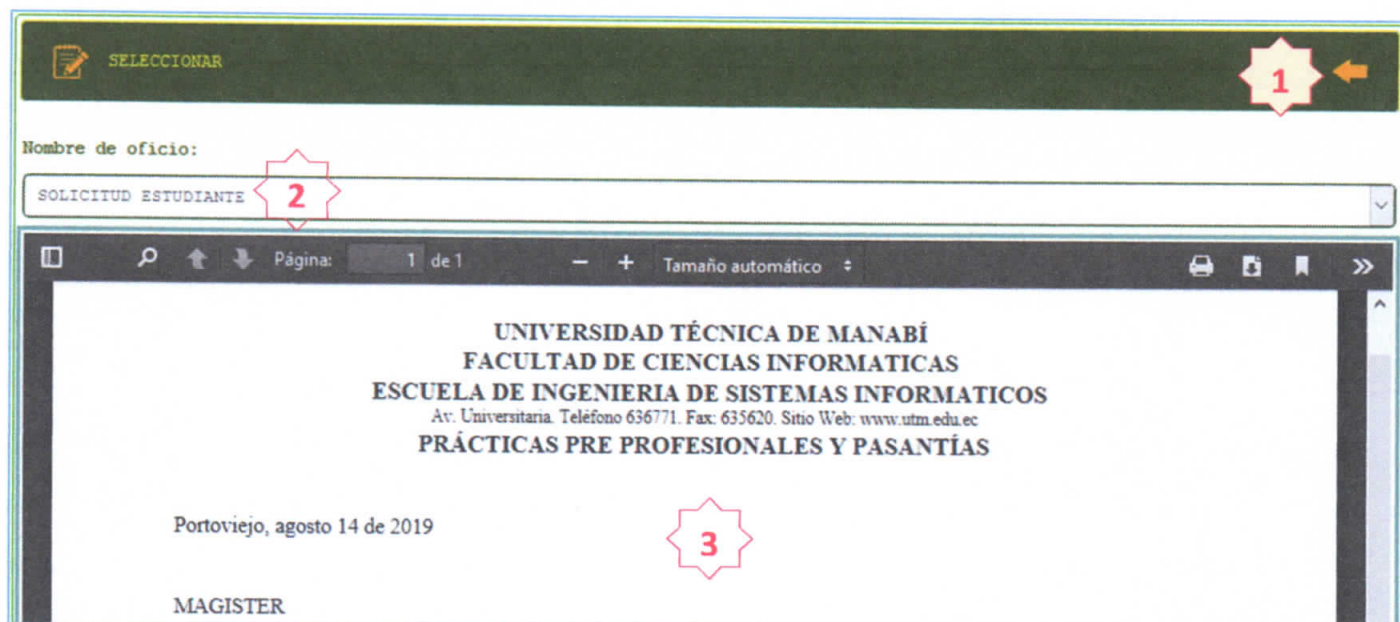 SELECCIONAR
1
Nombre de oficio:
SOLICITUD ESTUDIANTE
2
Página: 1 de 1
Tamaño automático
UNIVERSIDAD TÉCNICA DE MANABÍ
FACULTAD DE CIENCIAS INFORMATICAS
ESCUELA DE INGENIERIA DE SISTEMAS INFORMATICOS
Av. Universitaria. Teléfono 636771. Fax: 635620. Sitio Web: www.utm.edu.ec
PRÁCTICAS PRE PROFESIONALES Y PASANTÍAS
Portoviejo, agosto 14 de 2019
3
MAGISTER